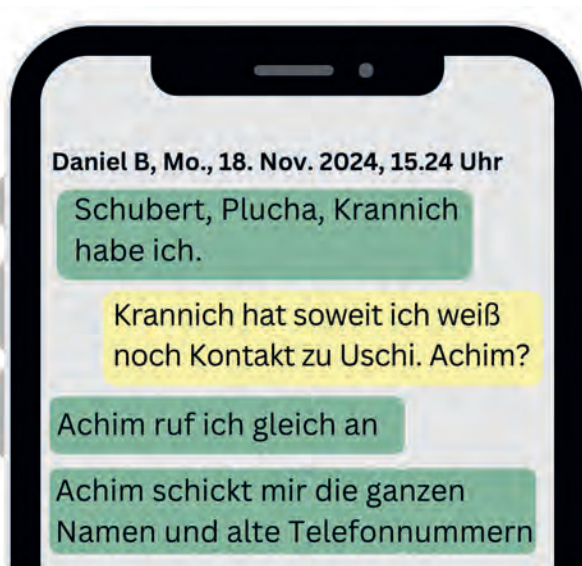 Daniel B, Mo., 18. Nov. 2024, 15.24 Uhr
Schubert, Plucha, Krannich
habe ich.
Krannich hat soweit ich weiß
noch Kontakt zu Uschi. Achim?
Achim ruf ich gleich an
Achim schickt mir die ganzen
Namen und alte Telefonnummern